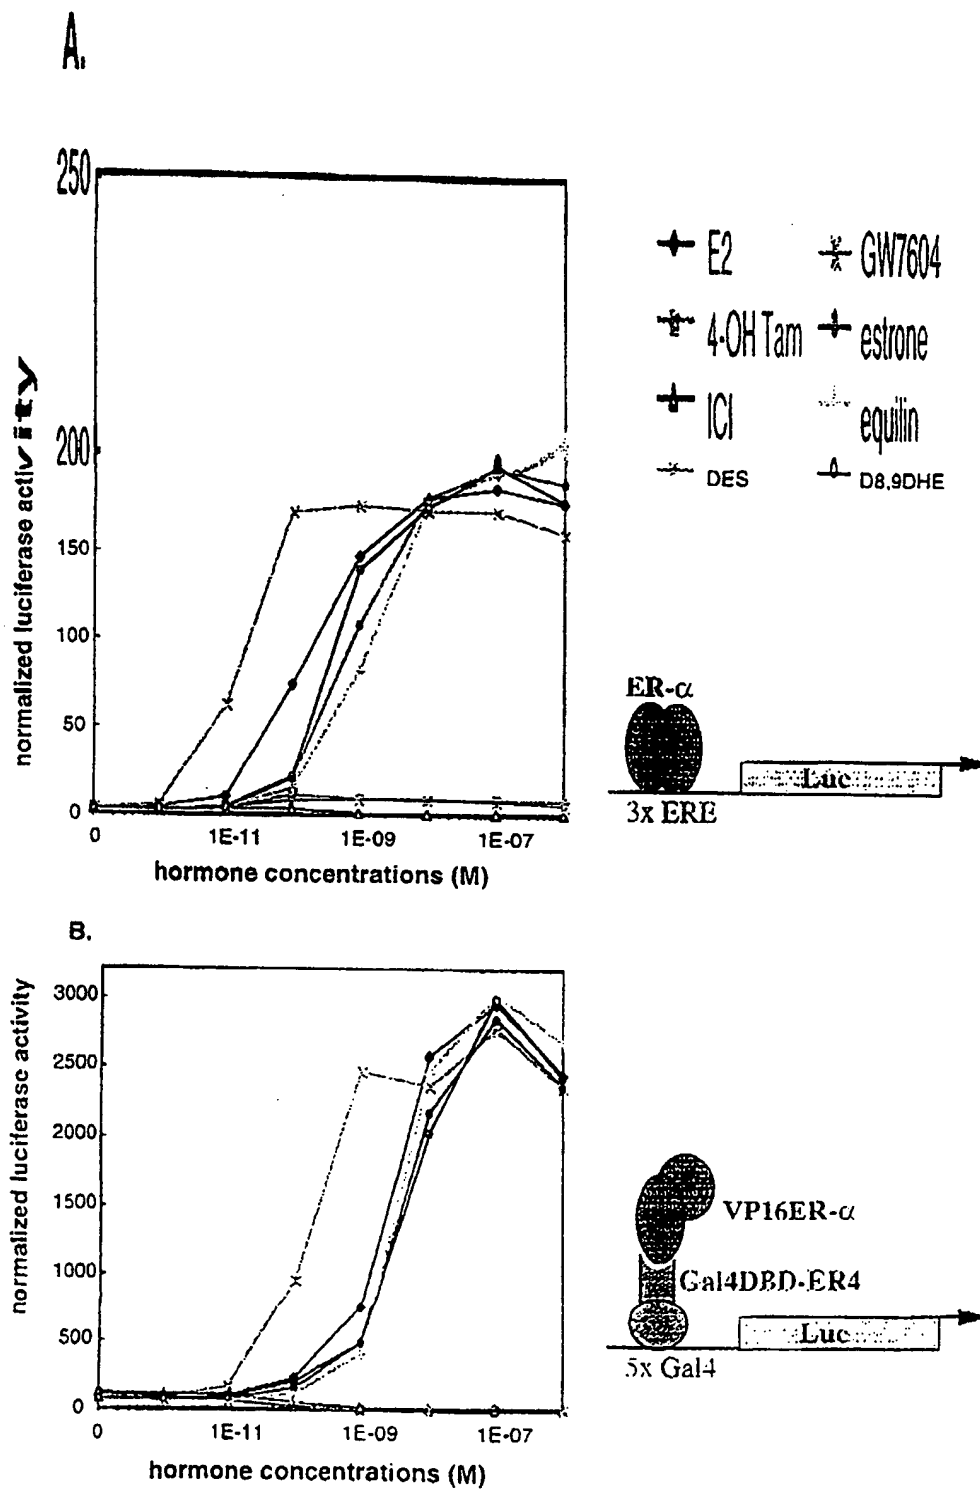 A.
250
200
150
100
50
0
normalized luciferase activity
0 1E-11 1E-09 1E-07
hormone concentrations (M)
E2 GW7604
4-OH Tam estrone
ICI equilin
DES D8,9DHE
ER-α
Luc
3x ERE
B.
3000
2500
2000
1500
1000
500
0
normalized luciferase activity
0 1E-11 1E-09 1E-07
hormone concentrations (M)
VP16ER-α
Gal4DBD-ER4
Luc
5x Gal4